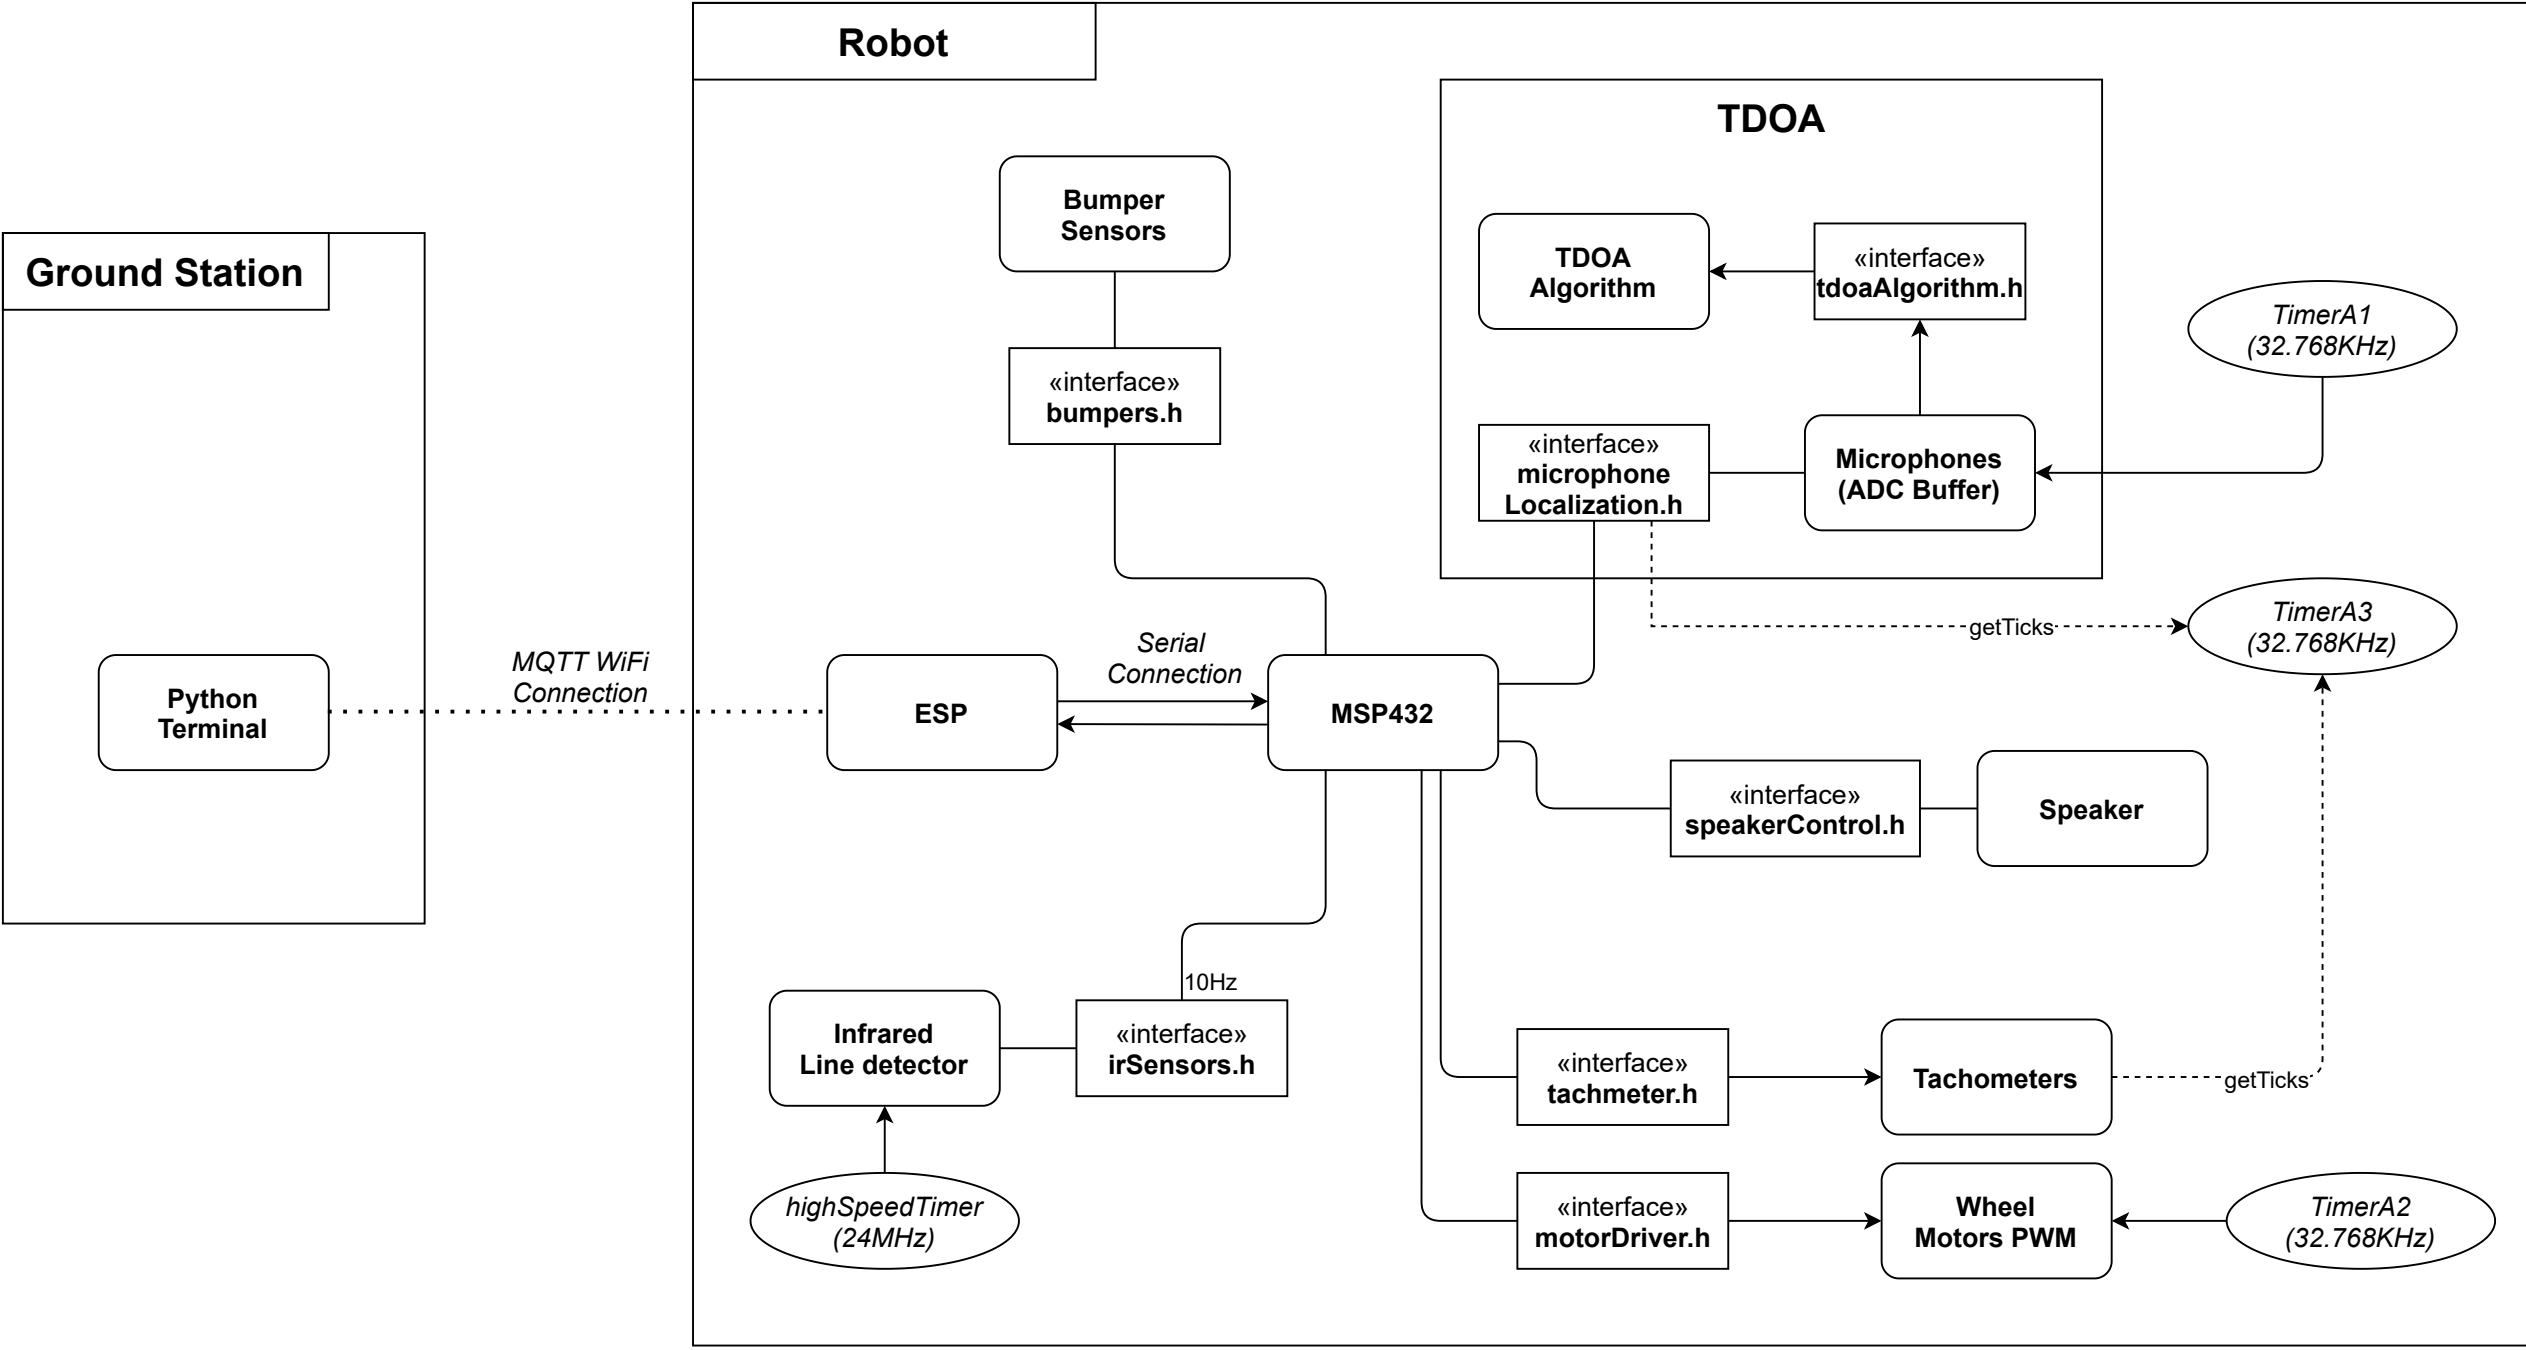 Robot
TDOA
Bumper
Sensors
TDOA
Algorithm
«interface»
tdoaAlgorithm.h
Ground Station
TimerA1
(32.768KHz)
«interface»
bumpers.h
«interface»
microphone
Localization.h
Microphones
(ADC Buffer)
TimerA3
(32.768KHz)
getTicks
MQTT WiFi
Connection
Serial
Connection
Python
Terminal
ESP
MSP432
«interface»
speakerControl.h
Speaker
10Hz
Infrared
Line detector
«interface»
irSensors.h
«interface»
tachmeter.h
Tachometers
getTicks
highSpeedTimer
(24MHz)
«interface»
motorDriver.h
Wheel
Motors PWM
TimerA2
(32.768KHz)